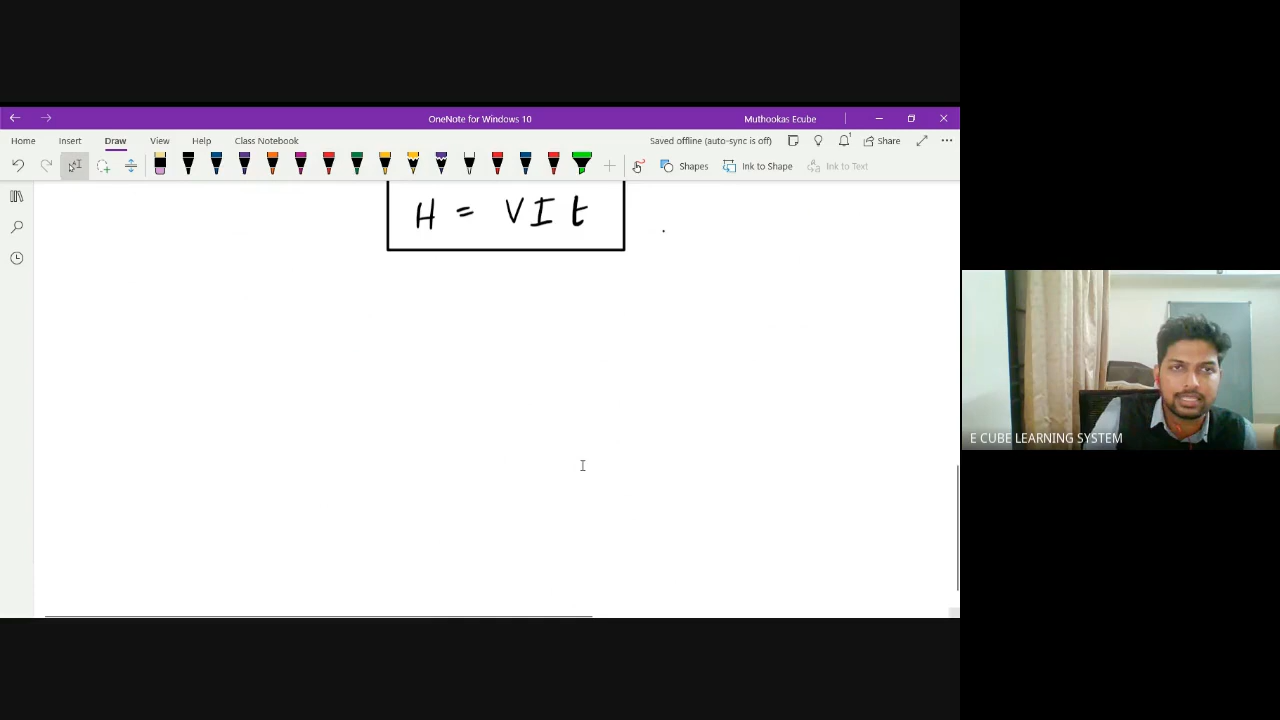 OneNote for Windows 10
Muthookas Ecube
Home Insert Draw View Help Class Notebook
Saved offline (auto-sync is off)
1
Share
Shapes
Ink to Shape
Ink to Text
H = V I t
E CUBE LEARNING SYSTEM